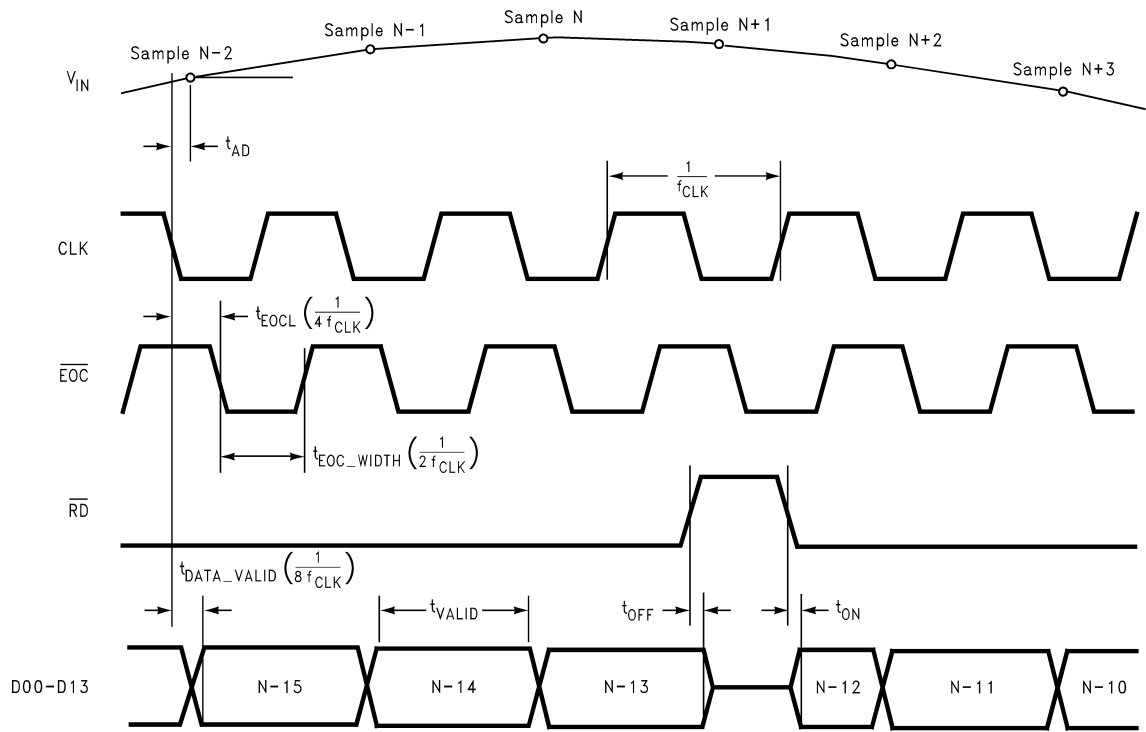 Sample N-2
Sample N-1
Sample N
Sample N+1
Sample N+2
Sample N+3
VIN
tAD
1
fCLK
CLK
tEOCL (1/4 fCLK)
EOC
tEOC_WIDTH (1/2 fCLK)
RD
tDATA_VALID (1/8 fCLK)
tVALID
tOFF
tON
D00-D13
N-15
N-14
N-13
N-12
N-11
N-10